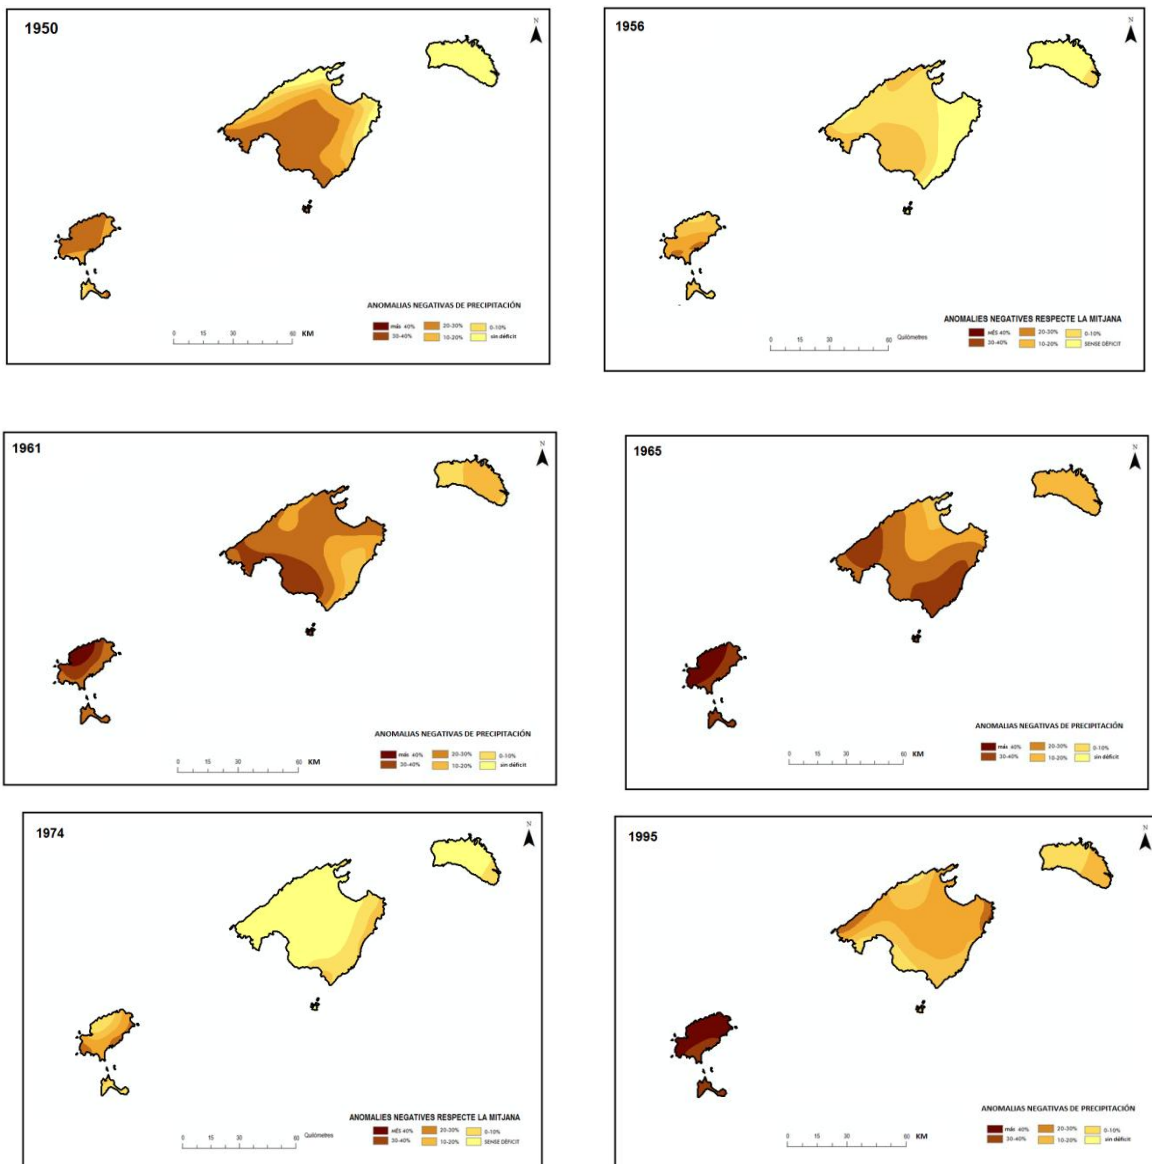 1950
N
ANOMALIAS NEGATIVAS DE PRECIPITACIÓN
más 40% 20-30% 0-10%
30-40% 10-20% sin déficit
0 15 30 60 KM
1956
N
ANOMALIES NEGATIVES RESPECTE LA MITJANA
MÉS 40% 20-30% 0-10%
30-40% 10-20% SENSE DÈFICIT
0 15 30 60 Quilómetres
1961
N
ANOMALIAS NEGATIVAS DE PRECIPITACIÓN
más 40% 20-30% 0-10%
30-40% 10-20% sin déficit
0 15 30 60 KM
1965
N
ANOMALIAS NEGATIVAS DE PRECIPITACIÓN
más 40% 20-30% 0-10%
30-40% 10-20% sin déficit
0 15 30 60 KM
1974
N
ANOMALIES NEGATIVES RESPECTE LA MITJANA
MÉS 40% 20-30% 0-10%
30-40% 10-20% SENSE DÈFICIT
0 15 30 60 Quilómetres
1995
N
ANOMALIAS NEGATIVAS DE PRECIPITACIÓN
más 40% 20-30% 0-10%
30-40% 10-20% sin déficit
0 15 30 60 KM